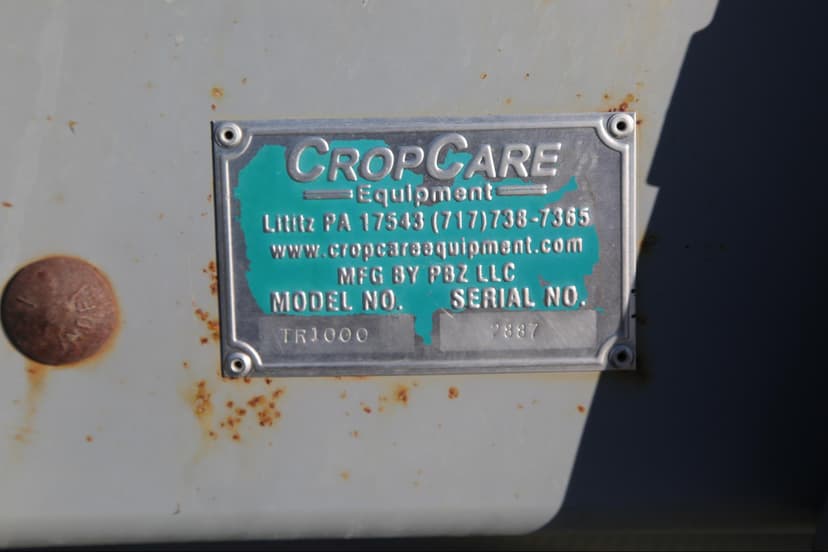 CROPCARE
Equipment
Lititz PA 17543 (717)738-7365
www.cropcareequipment.com
MFG BY PBZ LLC
MODEL NO. SERIAL NO.
TR1000 2887